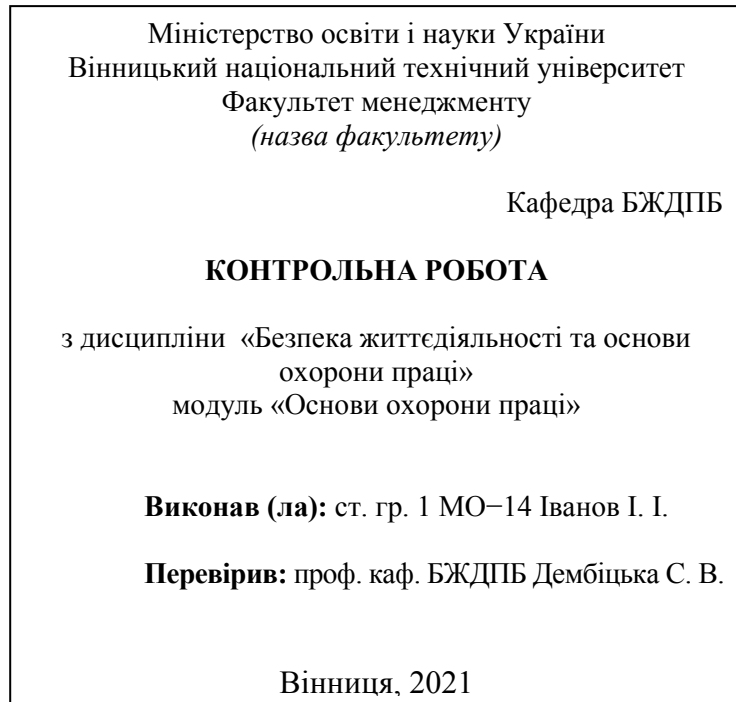 Міністерство освіти і науки України
Вінницький національний технічний університет
Факультет менеджменту
(назва факультету)
Кафедра БЖДПБ
КОНТРОЛЬНА РОБОТА
з дисципліни «Безпека життєдіяльності та основи
охорони праці»
модуль «Основи охорони праці»
Виконав (ла): ст. гр. 1 МО−14 Іванов І. І.
Перевірив: проф. каф. БЖДПБ Дембіцька С. В.
Вінниця, 2021